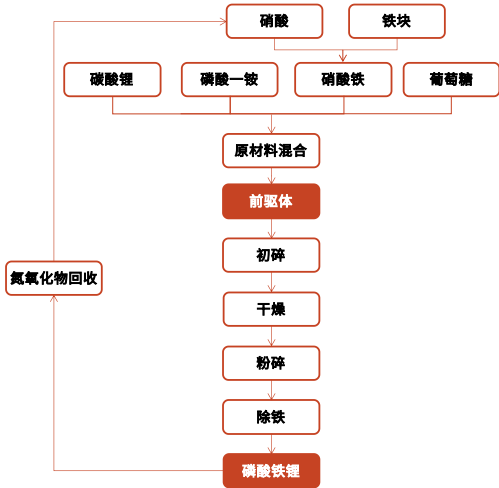 硝酸
铁块
碳酸锂
磷酸一铵
硝酸铁
葡萄糖
原材料混合
前驱体
初碎
氮氧化物回收
干燥
粉碎
除铁
磷酸铁锂